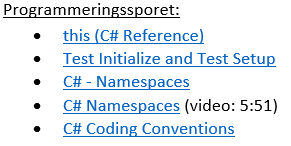 Programmeringssporet:
• this (C# Reference)
• Test Initialize and Test Setup
• C# - Namespaces
• C# Namespaces (video: 5:51)
• C# Coding Conventions